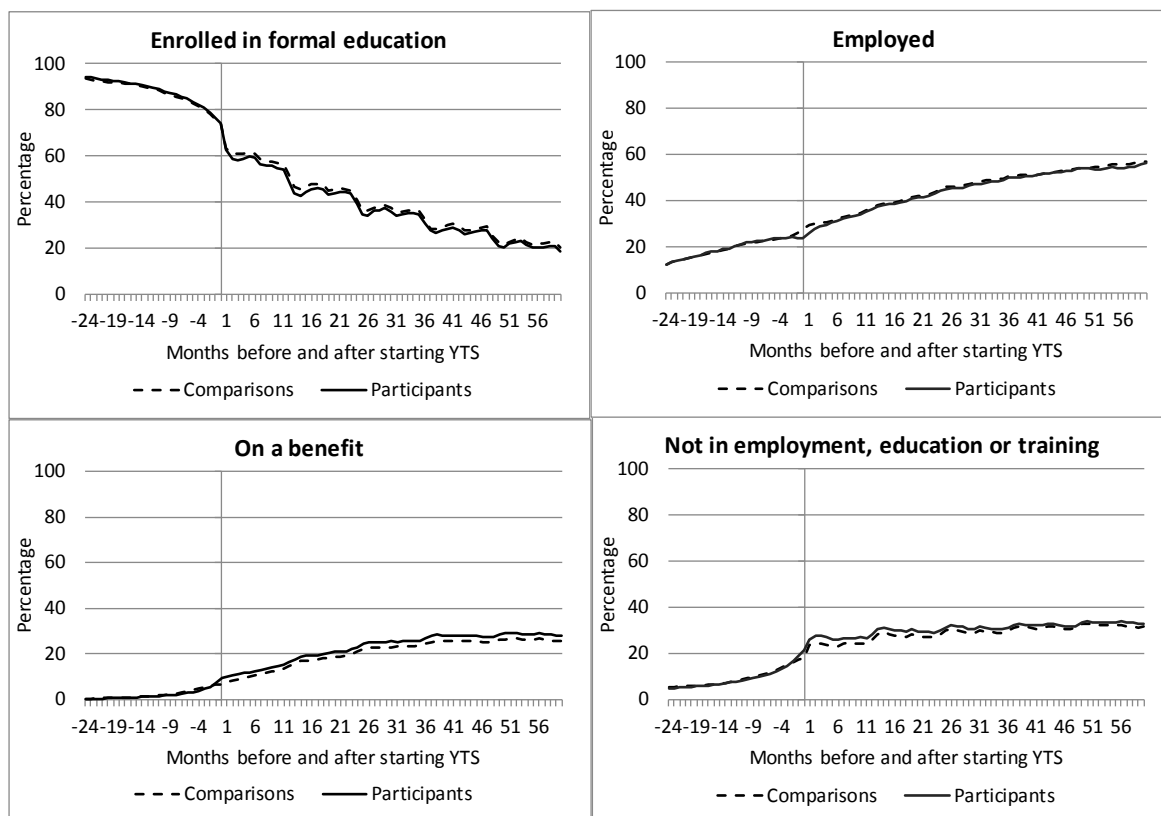 Enrolled in formal education
100
80
60
40
20
0
Percentage
-24-19-14 -9 -4 1 6 11 16 21 26 31 36 41 46 51 56
Months before and after starting YTS
Comparisons Participants
Employed
100
80
60
40
20
0
Percentage
-24-19-14 -9 -4 1 6 11 16 21 26 31 36 41 46 51 56
Months before and after starting YTS
Comparisons Participants
On a benefit
100
80
60
40
20
0
Percentage
-24-19-14 -9 -4 1 6 11 16 21 26 31 36 41 46 51 56
Months before and after starting YTS
Comparisons Participants
Not in employment, education or training
100
80
60
40
20
0
Percentage
-24-19-14 -9 -4 1 6 11 16 21 26 31 36 41 46 51 56
Months before and after starting YTS
Comparisons Participants